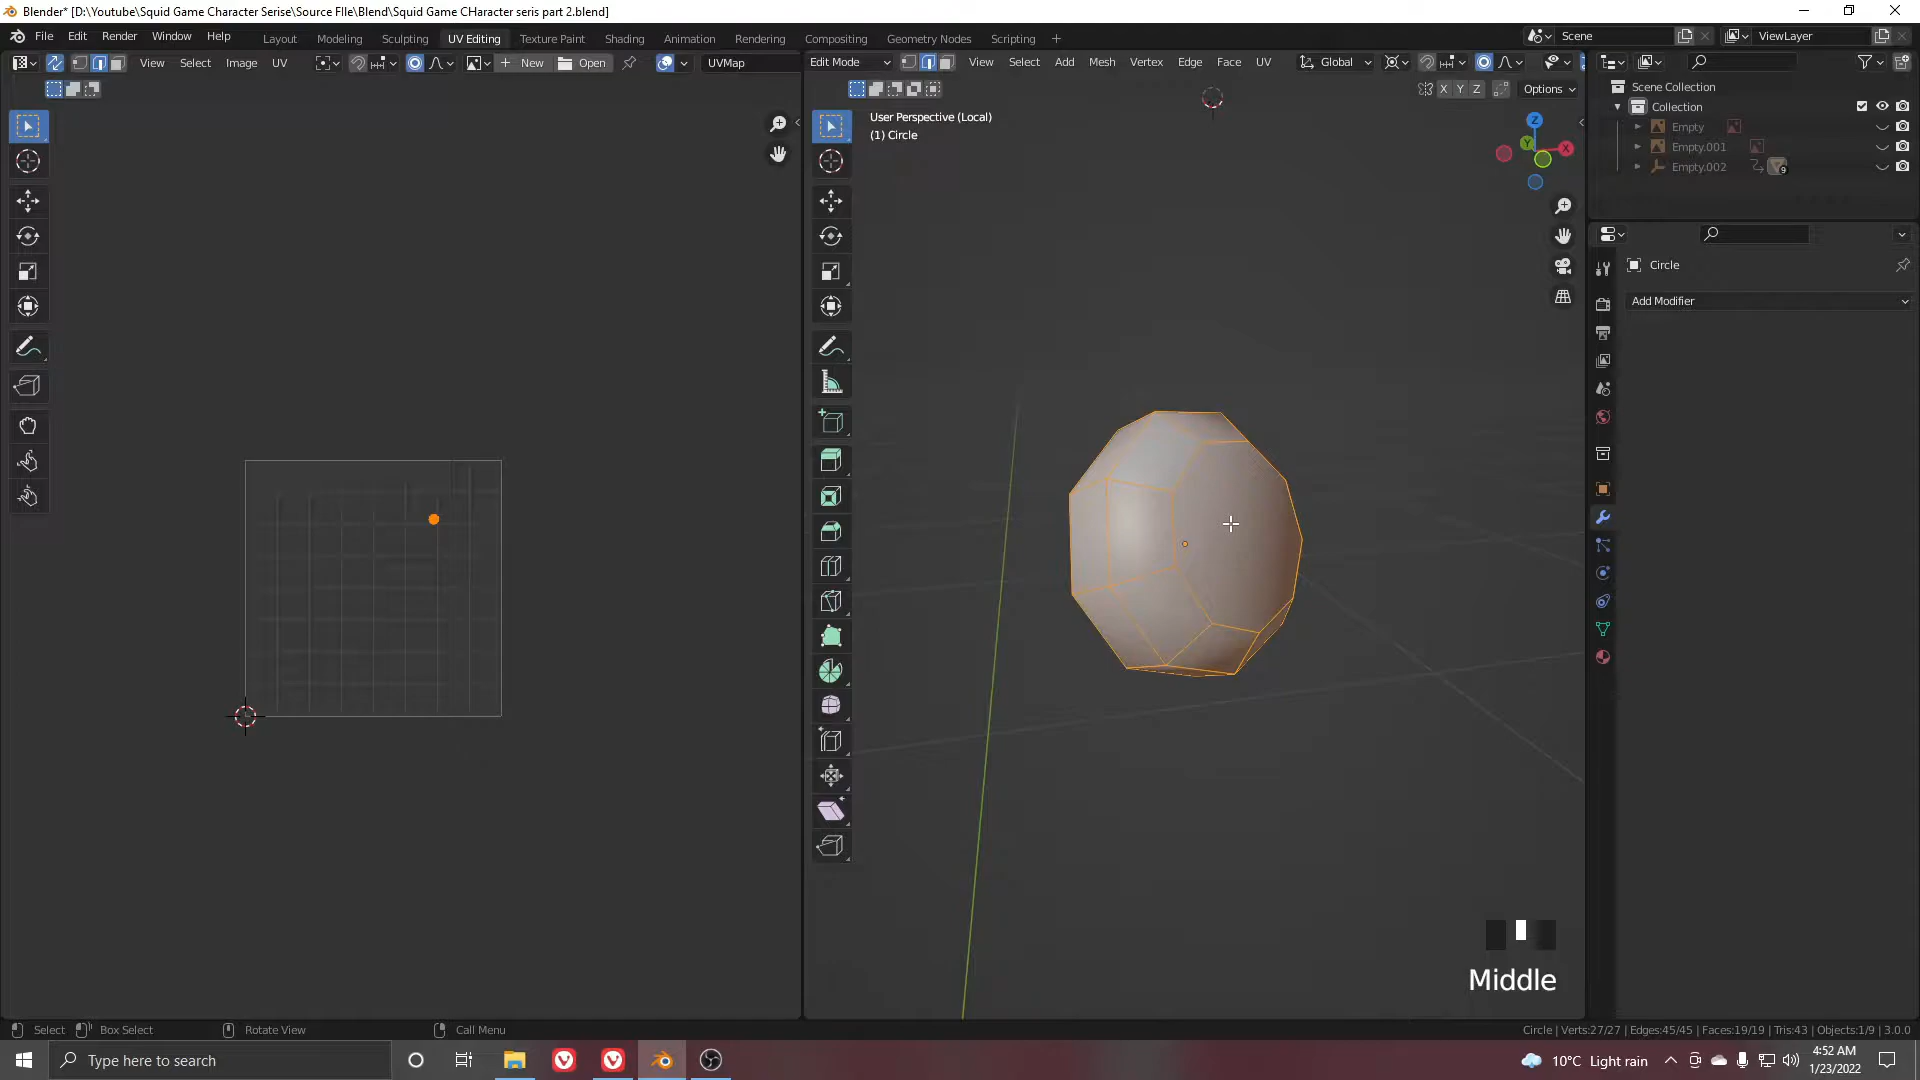 Blender* [D:\Youtube\Squid Game Character Serise\Source FIle\Blend\Squid Game CHaracter seris part 2.blend]
File Edit Render Window Help Layout Modeling Sculpting UV Editing Texture Paint Shading Animation Rendering Compositing Geometry Nodes Scripting + Scene ViewLayer
View Select Image UV New Open UVMap Edit Mode View Select Add Mesh Vertex Edge Face UV Global
X Y Z Options
Scene Collection
Collection
Empty
Empty.001
Empty.002
User Perspective (Local)
(1) Circle
Z
Y
X
Circle
Add Modifier
Middle
Select Box Select Rotate View Call Menu Circle | Verts:27/27 | Edges:45/45 | Faces:19/19 | Tris:43 | Objects:1/9 | 3.0.0
Type here to search 10°C Light rain 4:52 AM
1/23/2022